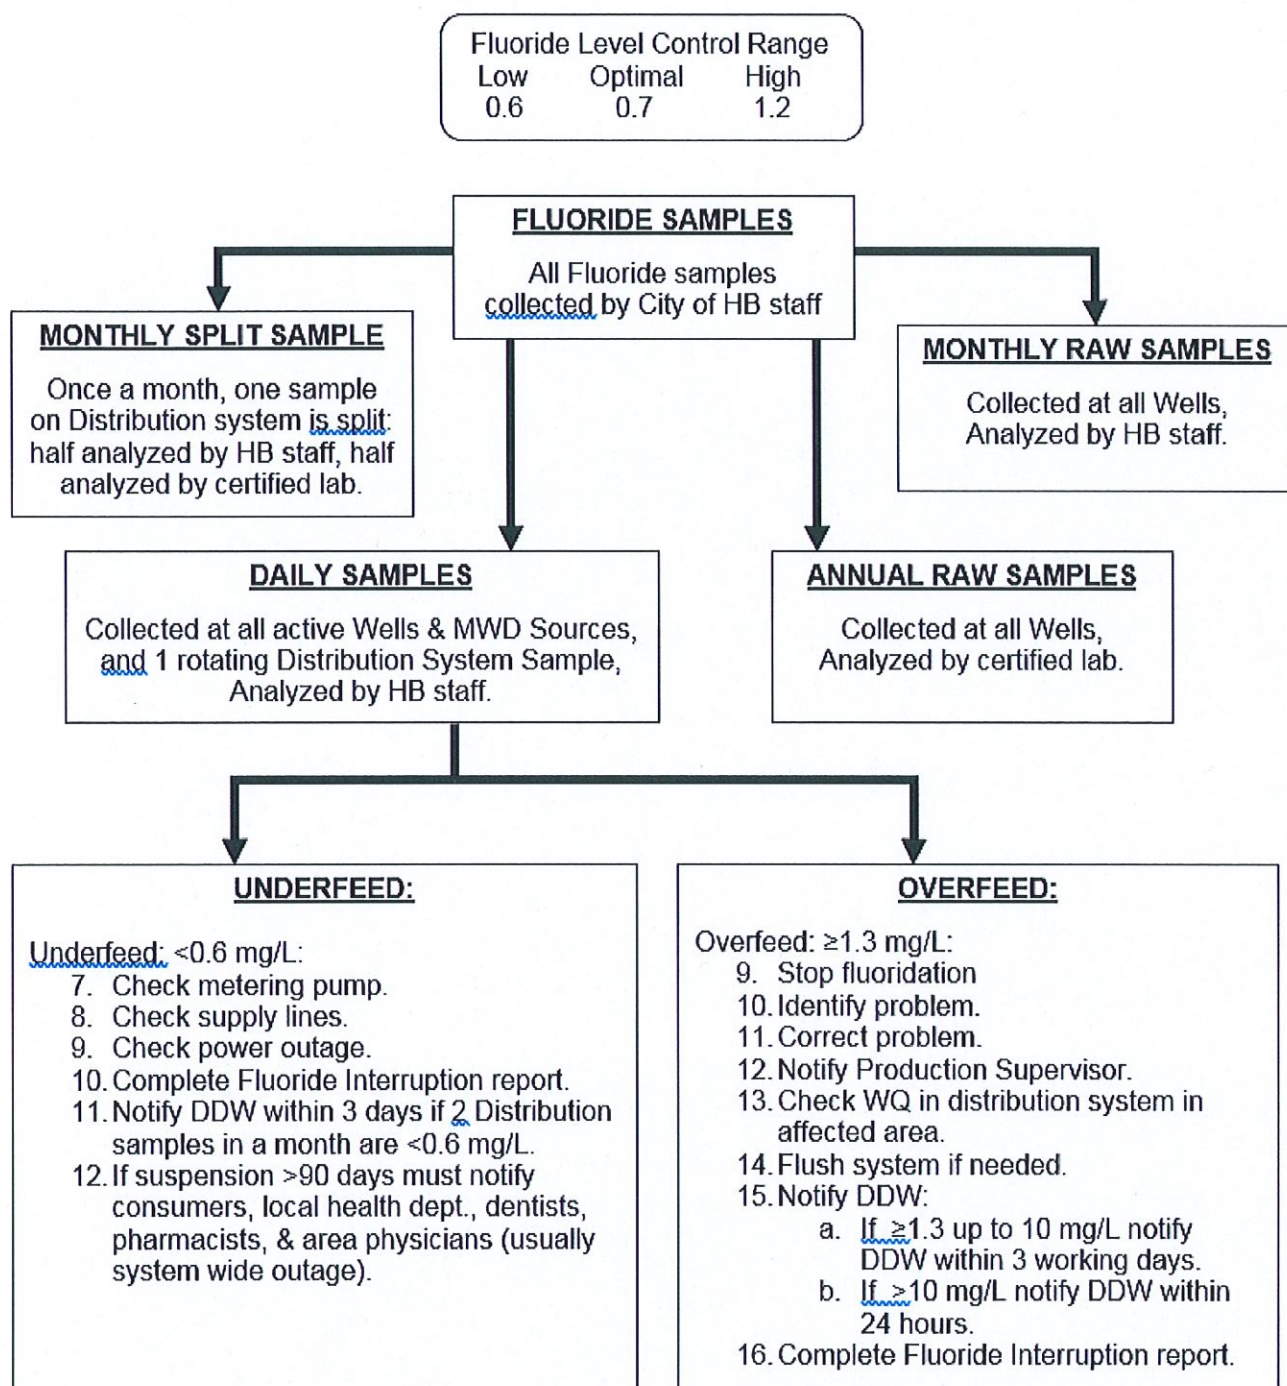 Fluoride Level Control Range
Low Optimal High
0.6 0.7 1.2
FLUORIDE SAMPLES
All Fluoride samples
collected by City of HB staff
MONTHLY SPLIT SAMPLE
Once a month, one sample
on Distribution system is split:
half analyzed by HB staff, half
analyzed by certified lab.
MONTHLY RAW SAMPLES
Collected at all Wells,
Analyzed by HB staff.
DAILY SAMPLES
Collected at all active Wells & MWD Sources,
and 1 rotating Distribution System Sample,
Analyzed by HB staff.
ANNUAL RAW SAMPLES
Collected at all Wells,
Analyzed by certified lab.
UNDERFEED:
Underfeed: <0.6 mg/L:
7. Check metering pump.
8. Check supply lines.
9. Check power outage.
10. Complete Fluoride Interruption report.
11. Notify DDW within 3 days if 2 Distribution
samples in a month are <0.6 mg/L.
12. If suspension >90 days must notify
consumers, local health dept., dentists,
pharmacists, & area physicians (usually
system wide outage).
OVERFEED:
Overfeed: ≥1.3 mg/L:
9. Stop fluoridation
10. Identify problem.
11. Correct problem.
12. Notify Production Supervisor.
13. Check WQ in distribution system in
affected area.
14. Flush system if needed.
15. Notify DDW:
a. If ≥1.3 up to 10 mg/L notify
DDW within 3 working days.
b. If >10 mg/L notify DDW within
24 hours.
16. Complete Fluoride Interruption report.